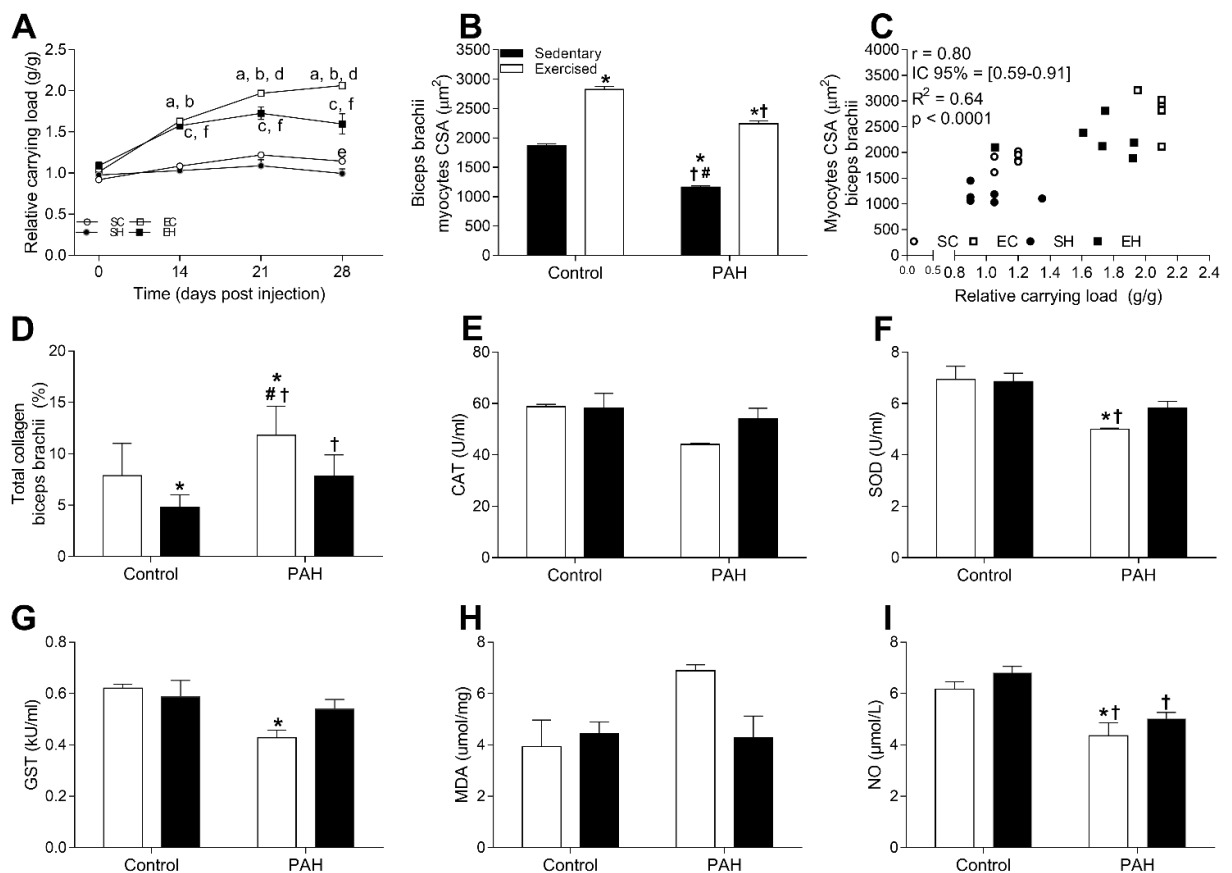 A
Relative carrying load (g/g)
2.5
2.0
1.5
1.0
0.5
0.0
a, b
a, b, d
a, b, d
c, f
c, f
c, f
e
SC EC
SH EH
0 14 21 28
Time (days post injection)
B
Biceps brachii
myocytes CSA (μm²)
3500
3000
2500
2000
1500
1000
500
0
Sedentary
Exercised
*
*†
*
†#
Control PAH
C
Myocytes CSA (μm²)
biceps brachii
4000
3500
3000
2500
2000
1500
1000
500
0
r = 0.80
IC 95% = [0.59-0.91]
R² = 0.64
p < 0.0001
SC EC SH EH
0.0 0.5 0.8 1.0 1.2 1.4 1.6 1.8 2.0 2.2 2.4
Relative carrying load (g/g)
D
Total collagen
biceps brachii (%)
20
15
10
5
0
*
*
#†
†
Control PAH
E
CAT (U/ml)
80
60
40
20
0
Control PAH
F
SOD (U/ml)
8
6
4
2
0
*†
Control PAH
G
GST (kU/ml)
0.8
0.6
0.4
0.2
0.0
*
Control PAH
H
MDA (umol/mg)
8
6
4
2
0
Control PAH
I
NO (μmol/L)
8
6
4
2
0
*†
†
Control PAH